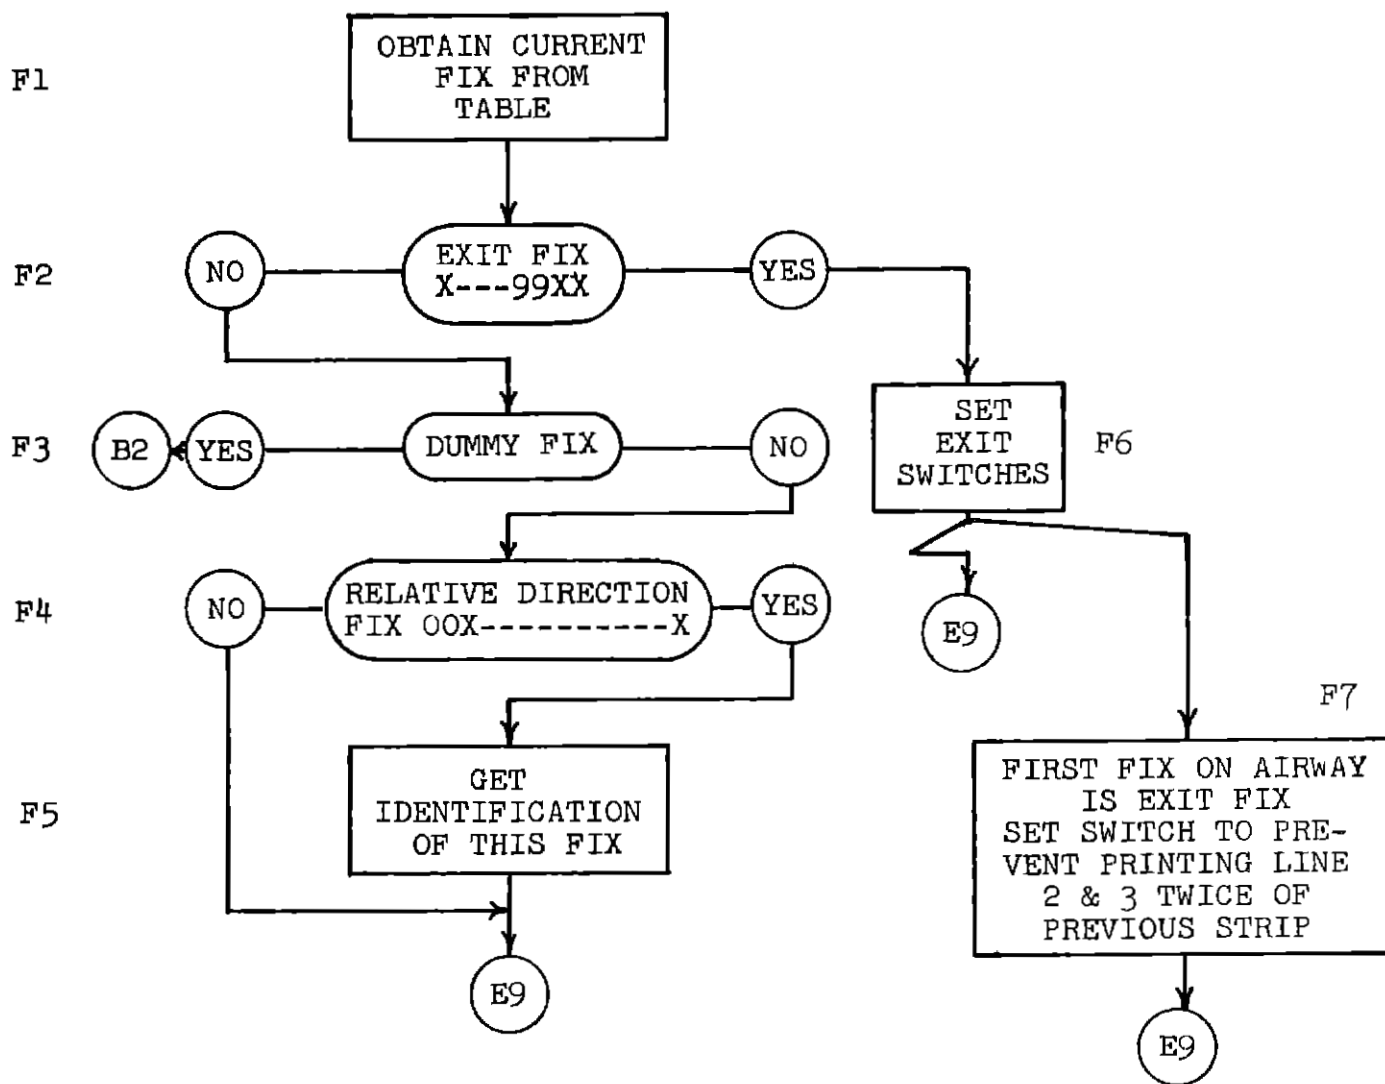 F1
OBTAIN CURRENT
FIX FROM
TABLE
F2
NO
EXIT FIX
X---99XX
YES
F3
B2
YES
DUMMY FIX
NO
SET
EXIT
SWITCHES
F6
F4
NO
RELATIVE DIRECTION
FIX 00X----------X
YES
E9
F5
GET
IDENTIFICATION
OF THIS FIX
E9
F7
FIRST FIX ON AIRWAY
IS EXIT FIX
SET SWITCH TO PRE-
VENT PRINTING LINE
2 & 3 TWICE OF
PREVIOUS STRIP
E9